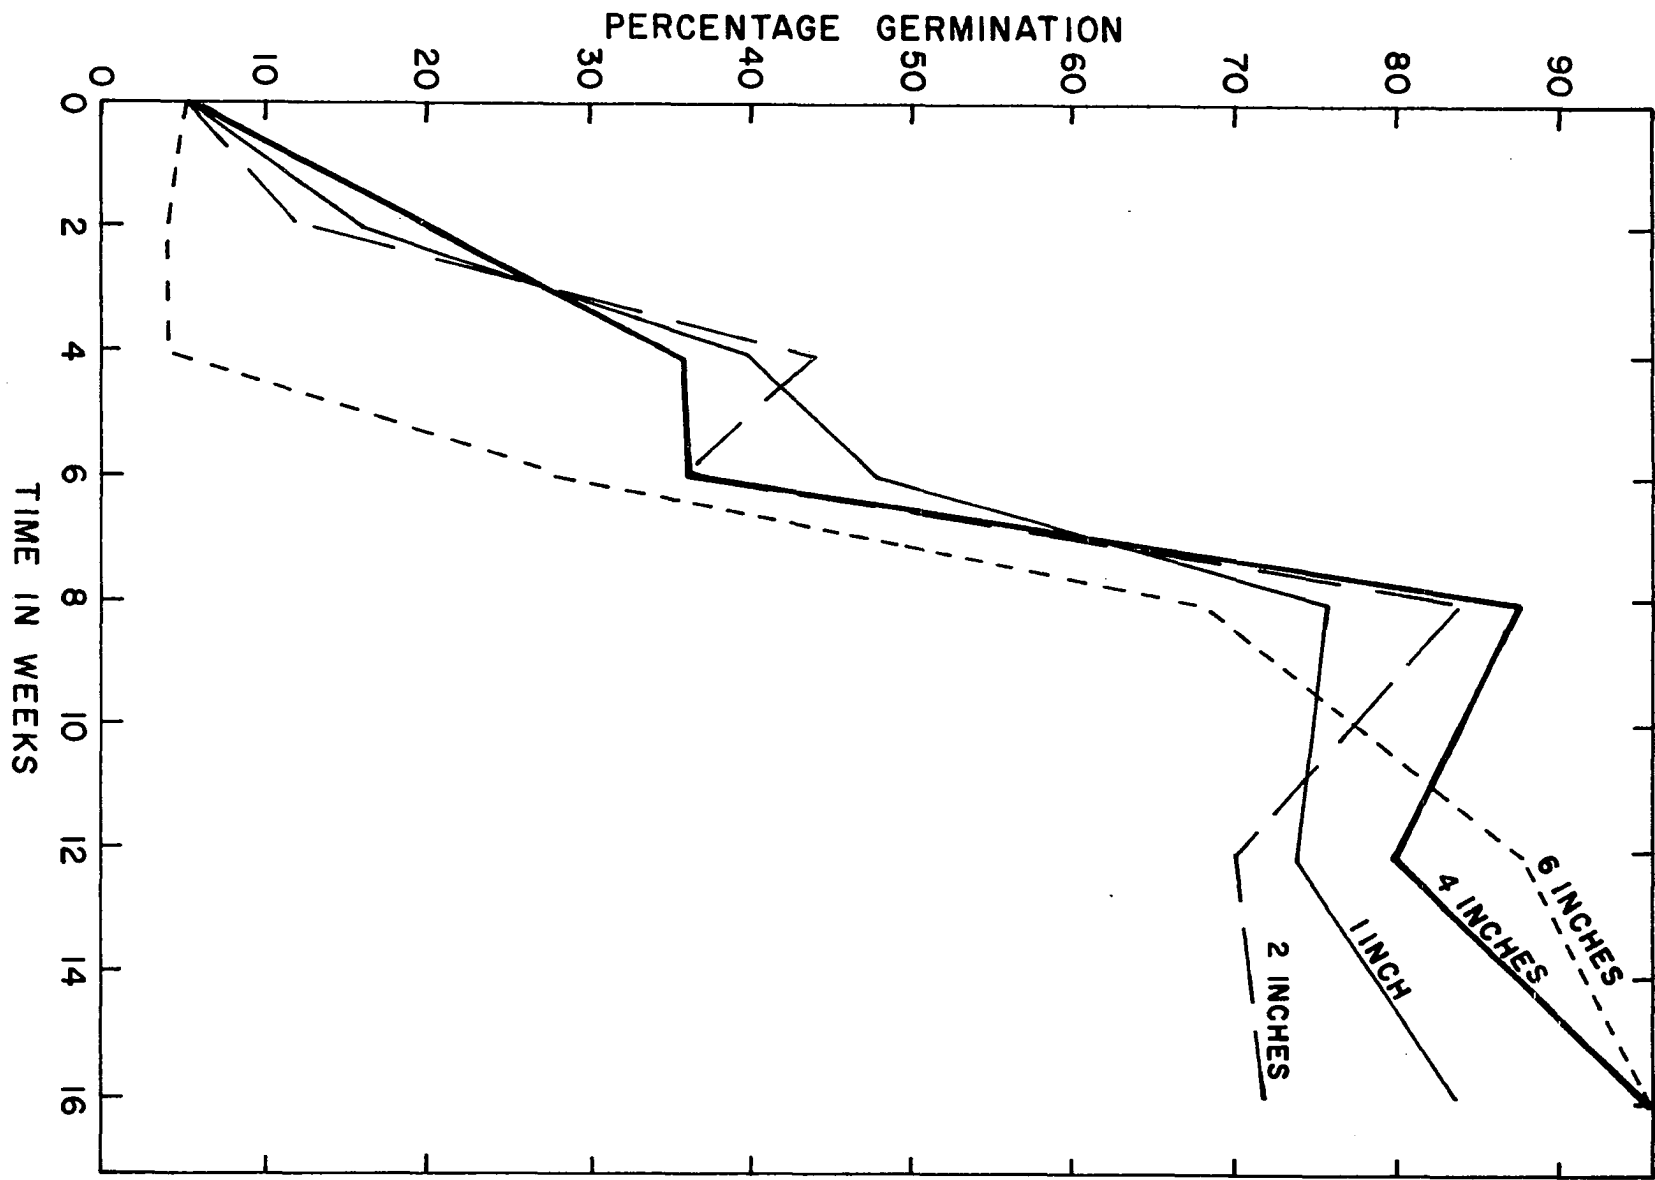 PERCENTAGE GERMINATION
0 10 20 30 40 50 60 70 80 90
0
2
4
6
8
10
12
14
16
TIME IN WEEKS
6 INCHES
4 INCHES
1 INCH
2 INCHES